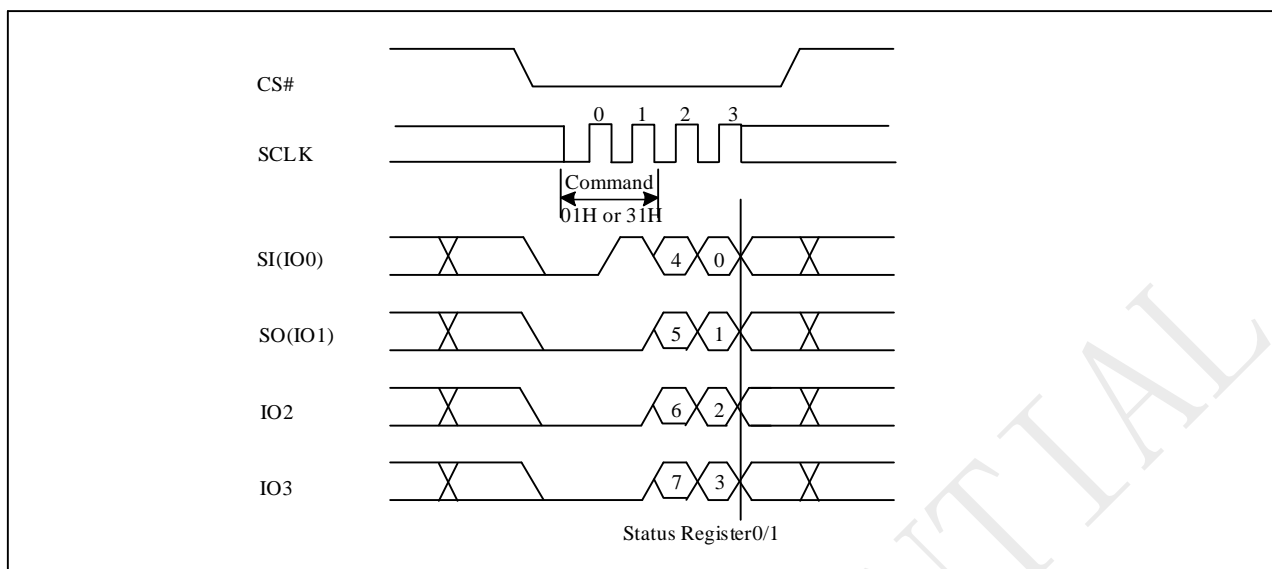 CS#
0 1 2 3
SCLK
Command
01H or 31H
SI(IO0) 4 0
SO(IO1) 5 1
IO2 6 2
IO3 7 3
Status Register0/1
NTIAL